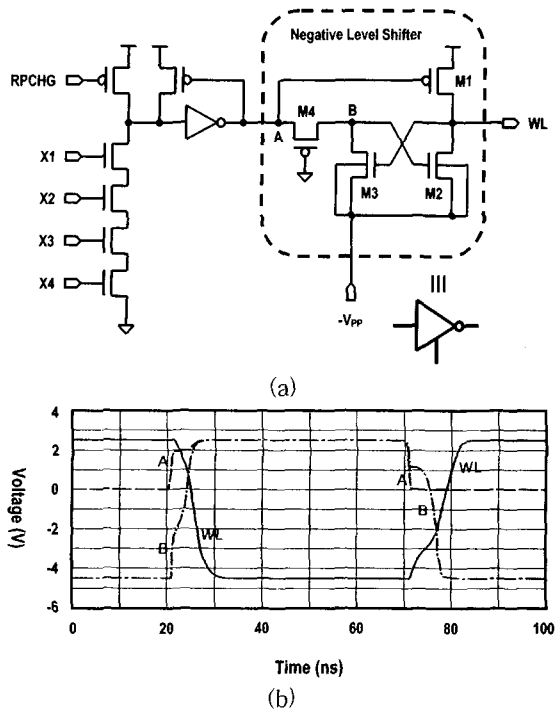 Negative Level Shifter
RPCHG
M1
M4
B
A
WL
X1
M3
M2
X2
X3
X4
-VPP
(a)
4
2
0
-2
-4
-6
Voltage (V)
A
B
WL
A
B
WL
0
20
40
60
80
100
Time (ns)
(b)